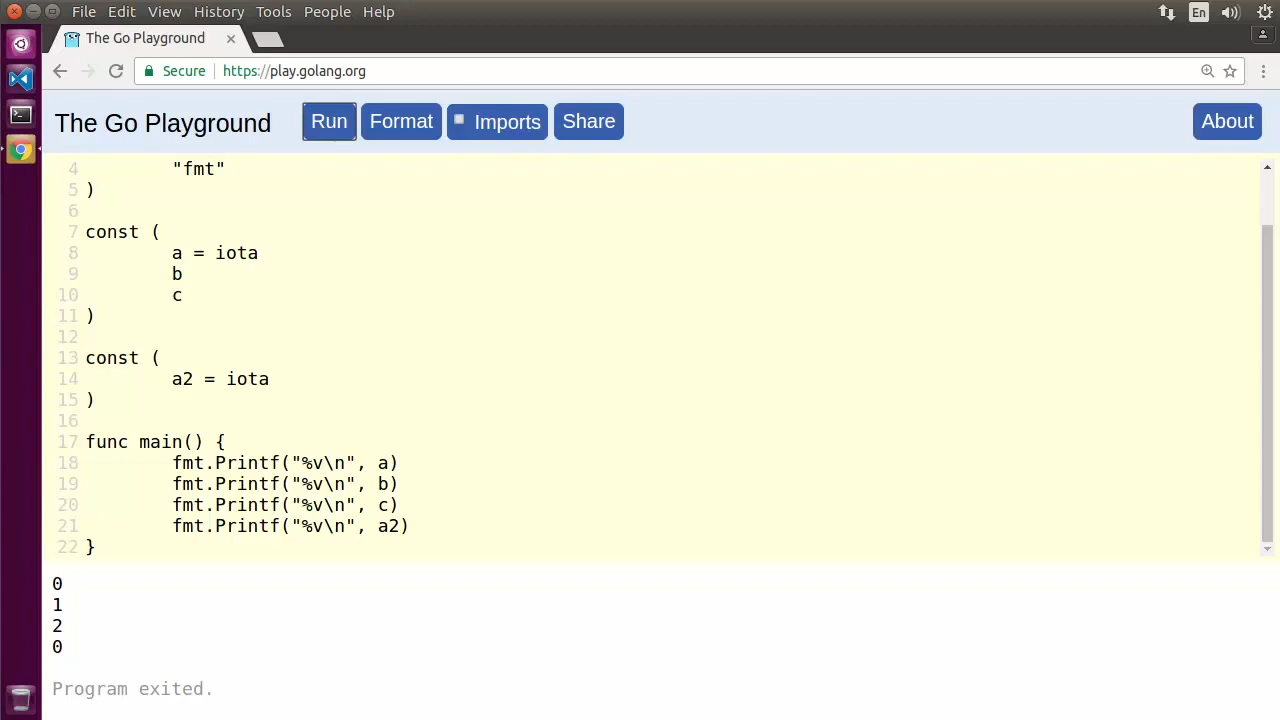 File Edit View History Tools People Help
En
The Go Playground
Secure https://play.golang.org
The Go Playground Run Format Imports Share About
4 "fmt"
5 )
6
7 const (
8 a = iota
9 b
10 c
11 )
12
13 const (
14 a2 = iota
15 )
16
17 func main() {
18 fmt.Printf("%v\n", a)
19 fmt.Printf("%v\n", b)
20 fmt.Printf("%v\n", c)
21 fmt.Printf("%v\n", a2)
22 }
0
1
2
0
Program exited.